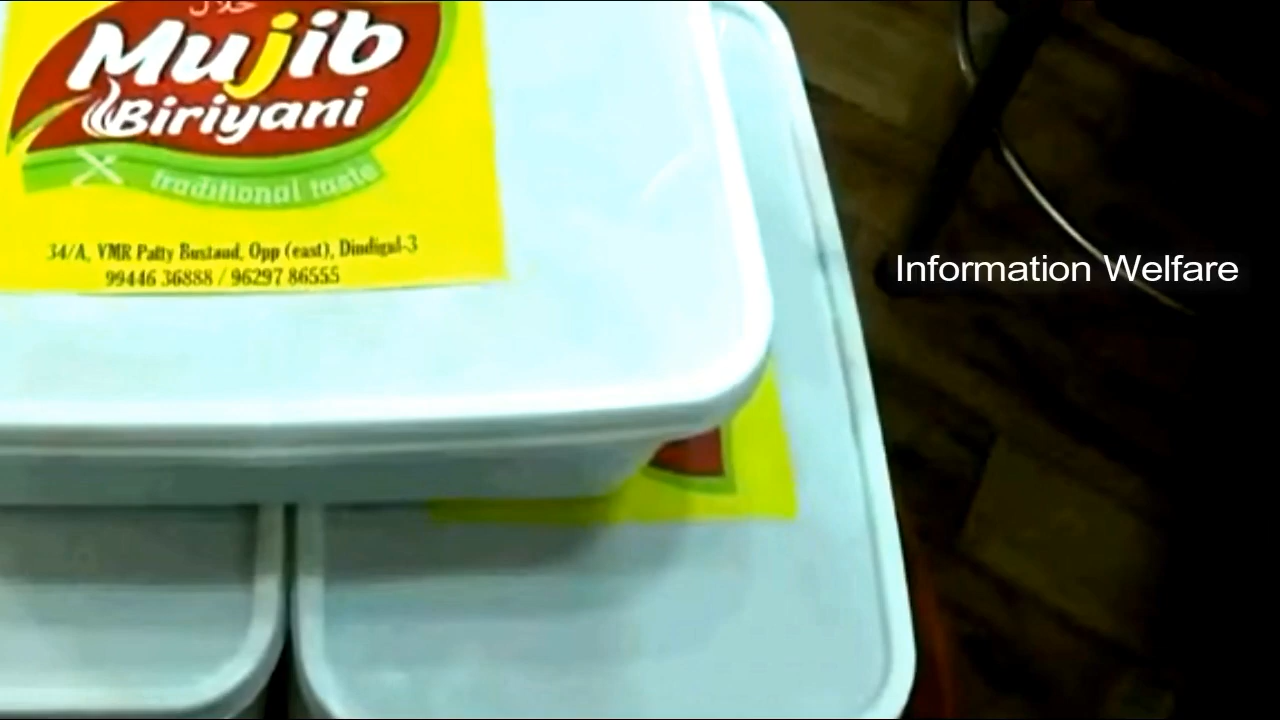 حلال
Mujib
Biriyani
traditional taste
34/A, VMR Patty Bustand, Opp (east), Dindigul-3
99446 36888 / 96297 86555
Information Welfare